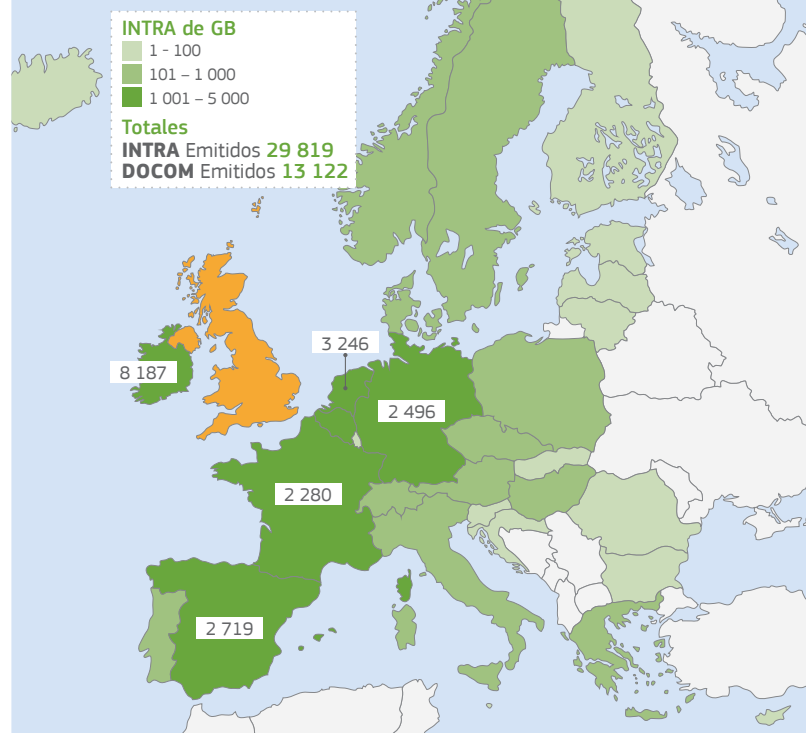 INTRA de GB
1 - 100
101 – 1 000
1 001 – 5 000
Totales
INTRA Emitidos 29 819
DOCOM Emitidos 13 122
3 246
8 187
2 496
2 280
2 719